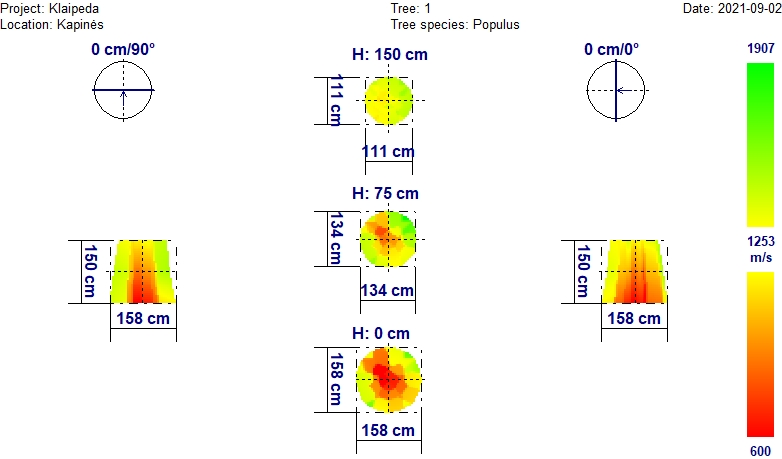 Project: Klaipeda
Tree: 1
Date: 2021-09-02
Location: Kapinės
Tree species: Populus
0 cm/90°
H: 150 cm
0 cm/0°
1907
111 cm
111 cm
H: 75 cm
134 cm
134 cm
150 cm
158 cm
150 cm
158 cm
1253
m/s
H: 0 cm
158 cm
158 cm
600